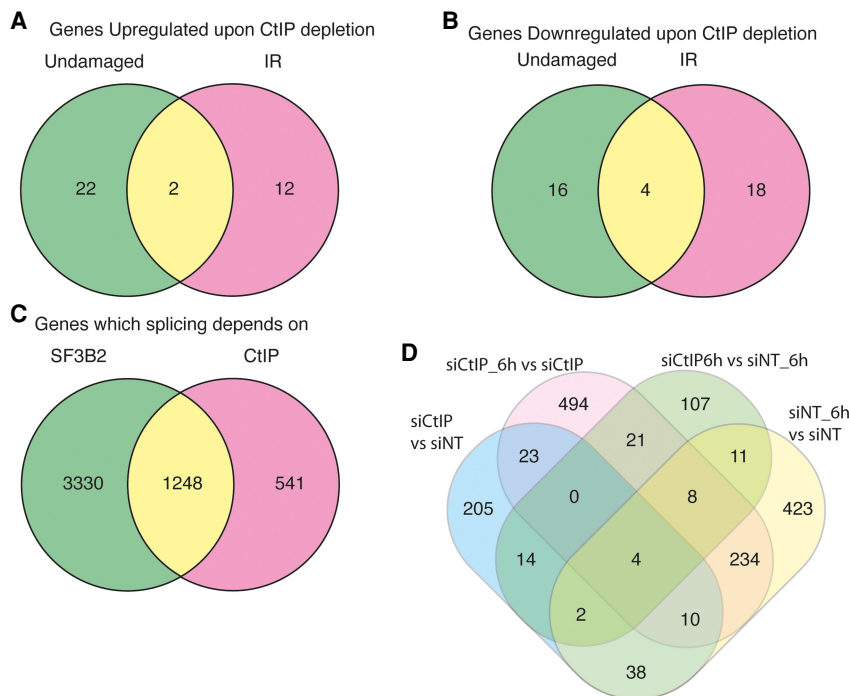 A
Genes Upregulated upon CtIP depletion
Undamaged IR
22 2 12
B
Genes Downregulated upon CtIP depletion
Undamaged IR
16 4 18
C
Genes which splicing depends on
SF3B2 CtIP
3330 1248 541
D
siCtIP_6h vs siCtIP
siCtIP6h vs siNT_6h
siCtIP
vs siNT
siNT_6h
vs siNT
494 107
21
23 11
205 0 8 423
14 4 234
2 10
38